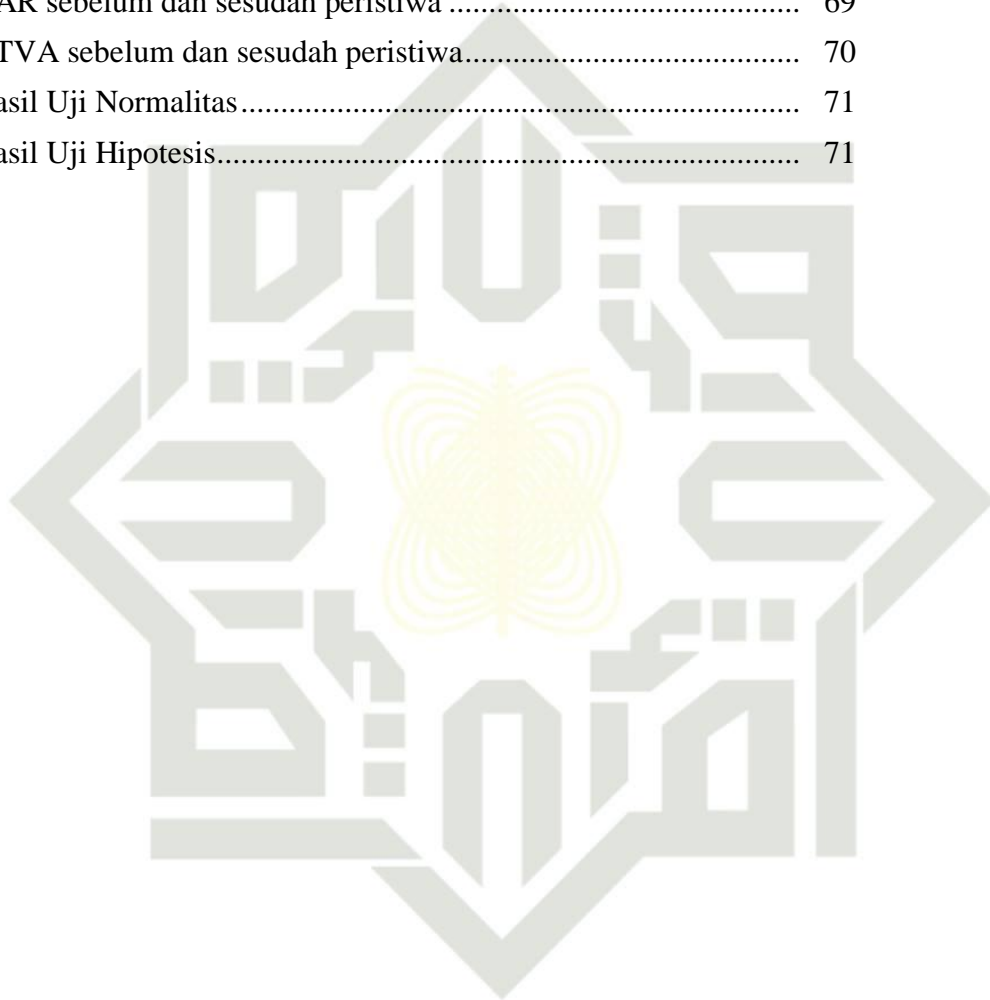 AR sebelum dan sesudah peristiwa ............................................ 69
TVA sebelum dan sesudah peristiwa.......................................... 70
asil Uji Normalitas...................................................................... 71
asil Uji Hipotesis......................................................................... 71